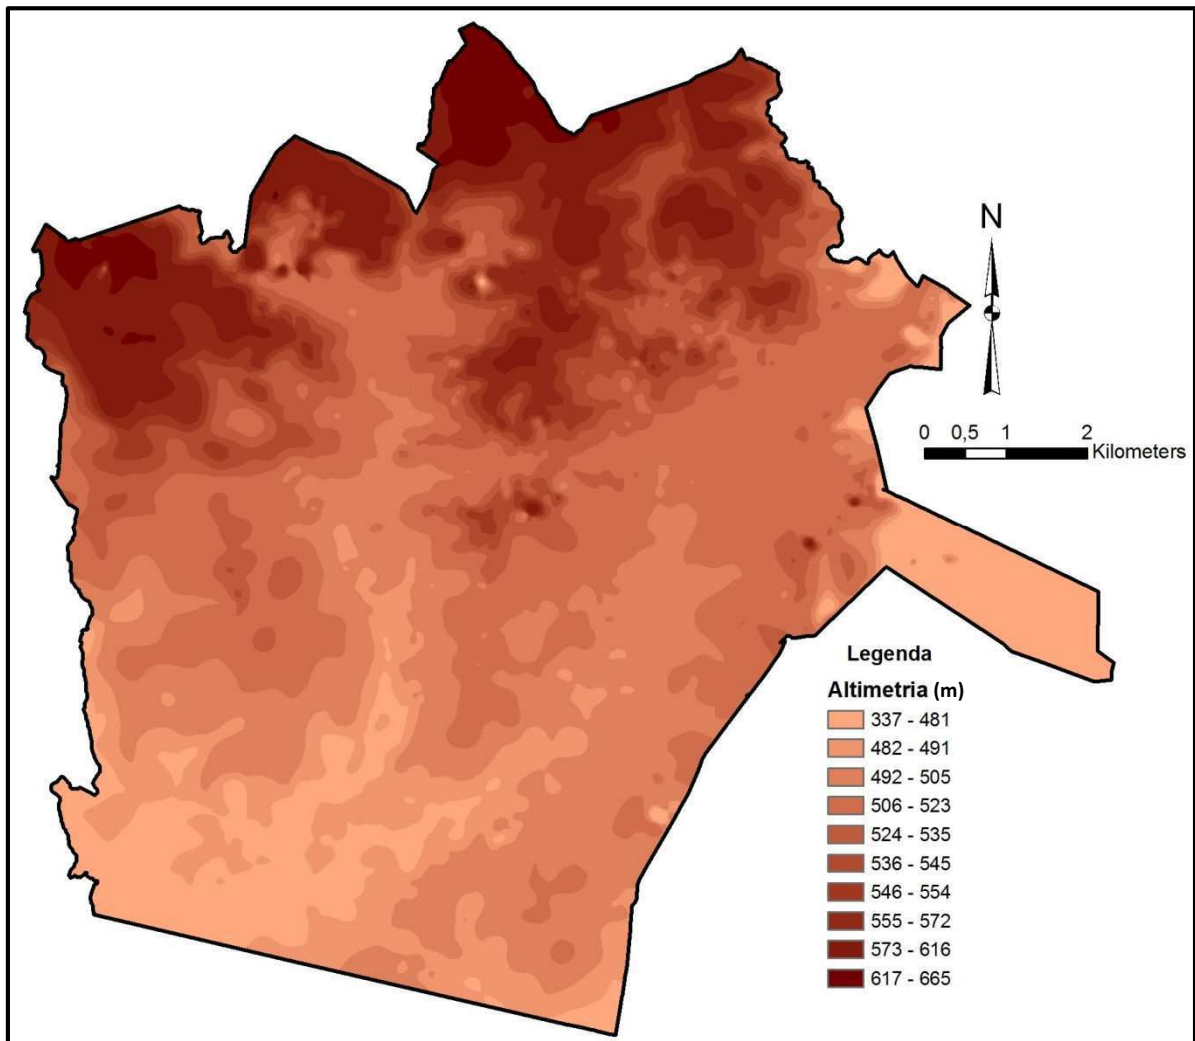 N
0 0,5 1 2
Kilometers
Legenda
Altimetria (m)
337 - 481
482 - 491
492 - 505
506 - 523
524 - 535
536 - 545
546 - 554
555 - 572
573 - 616
617 - 665